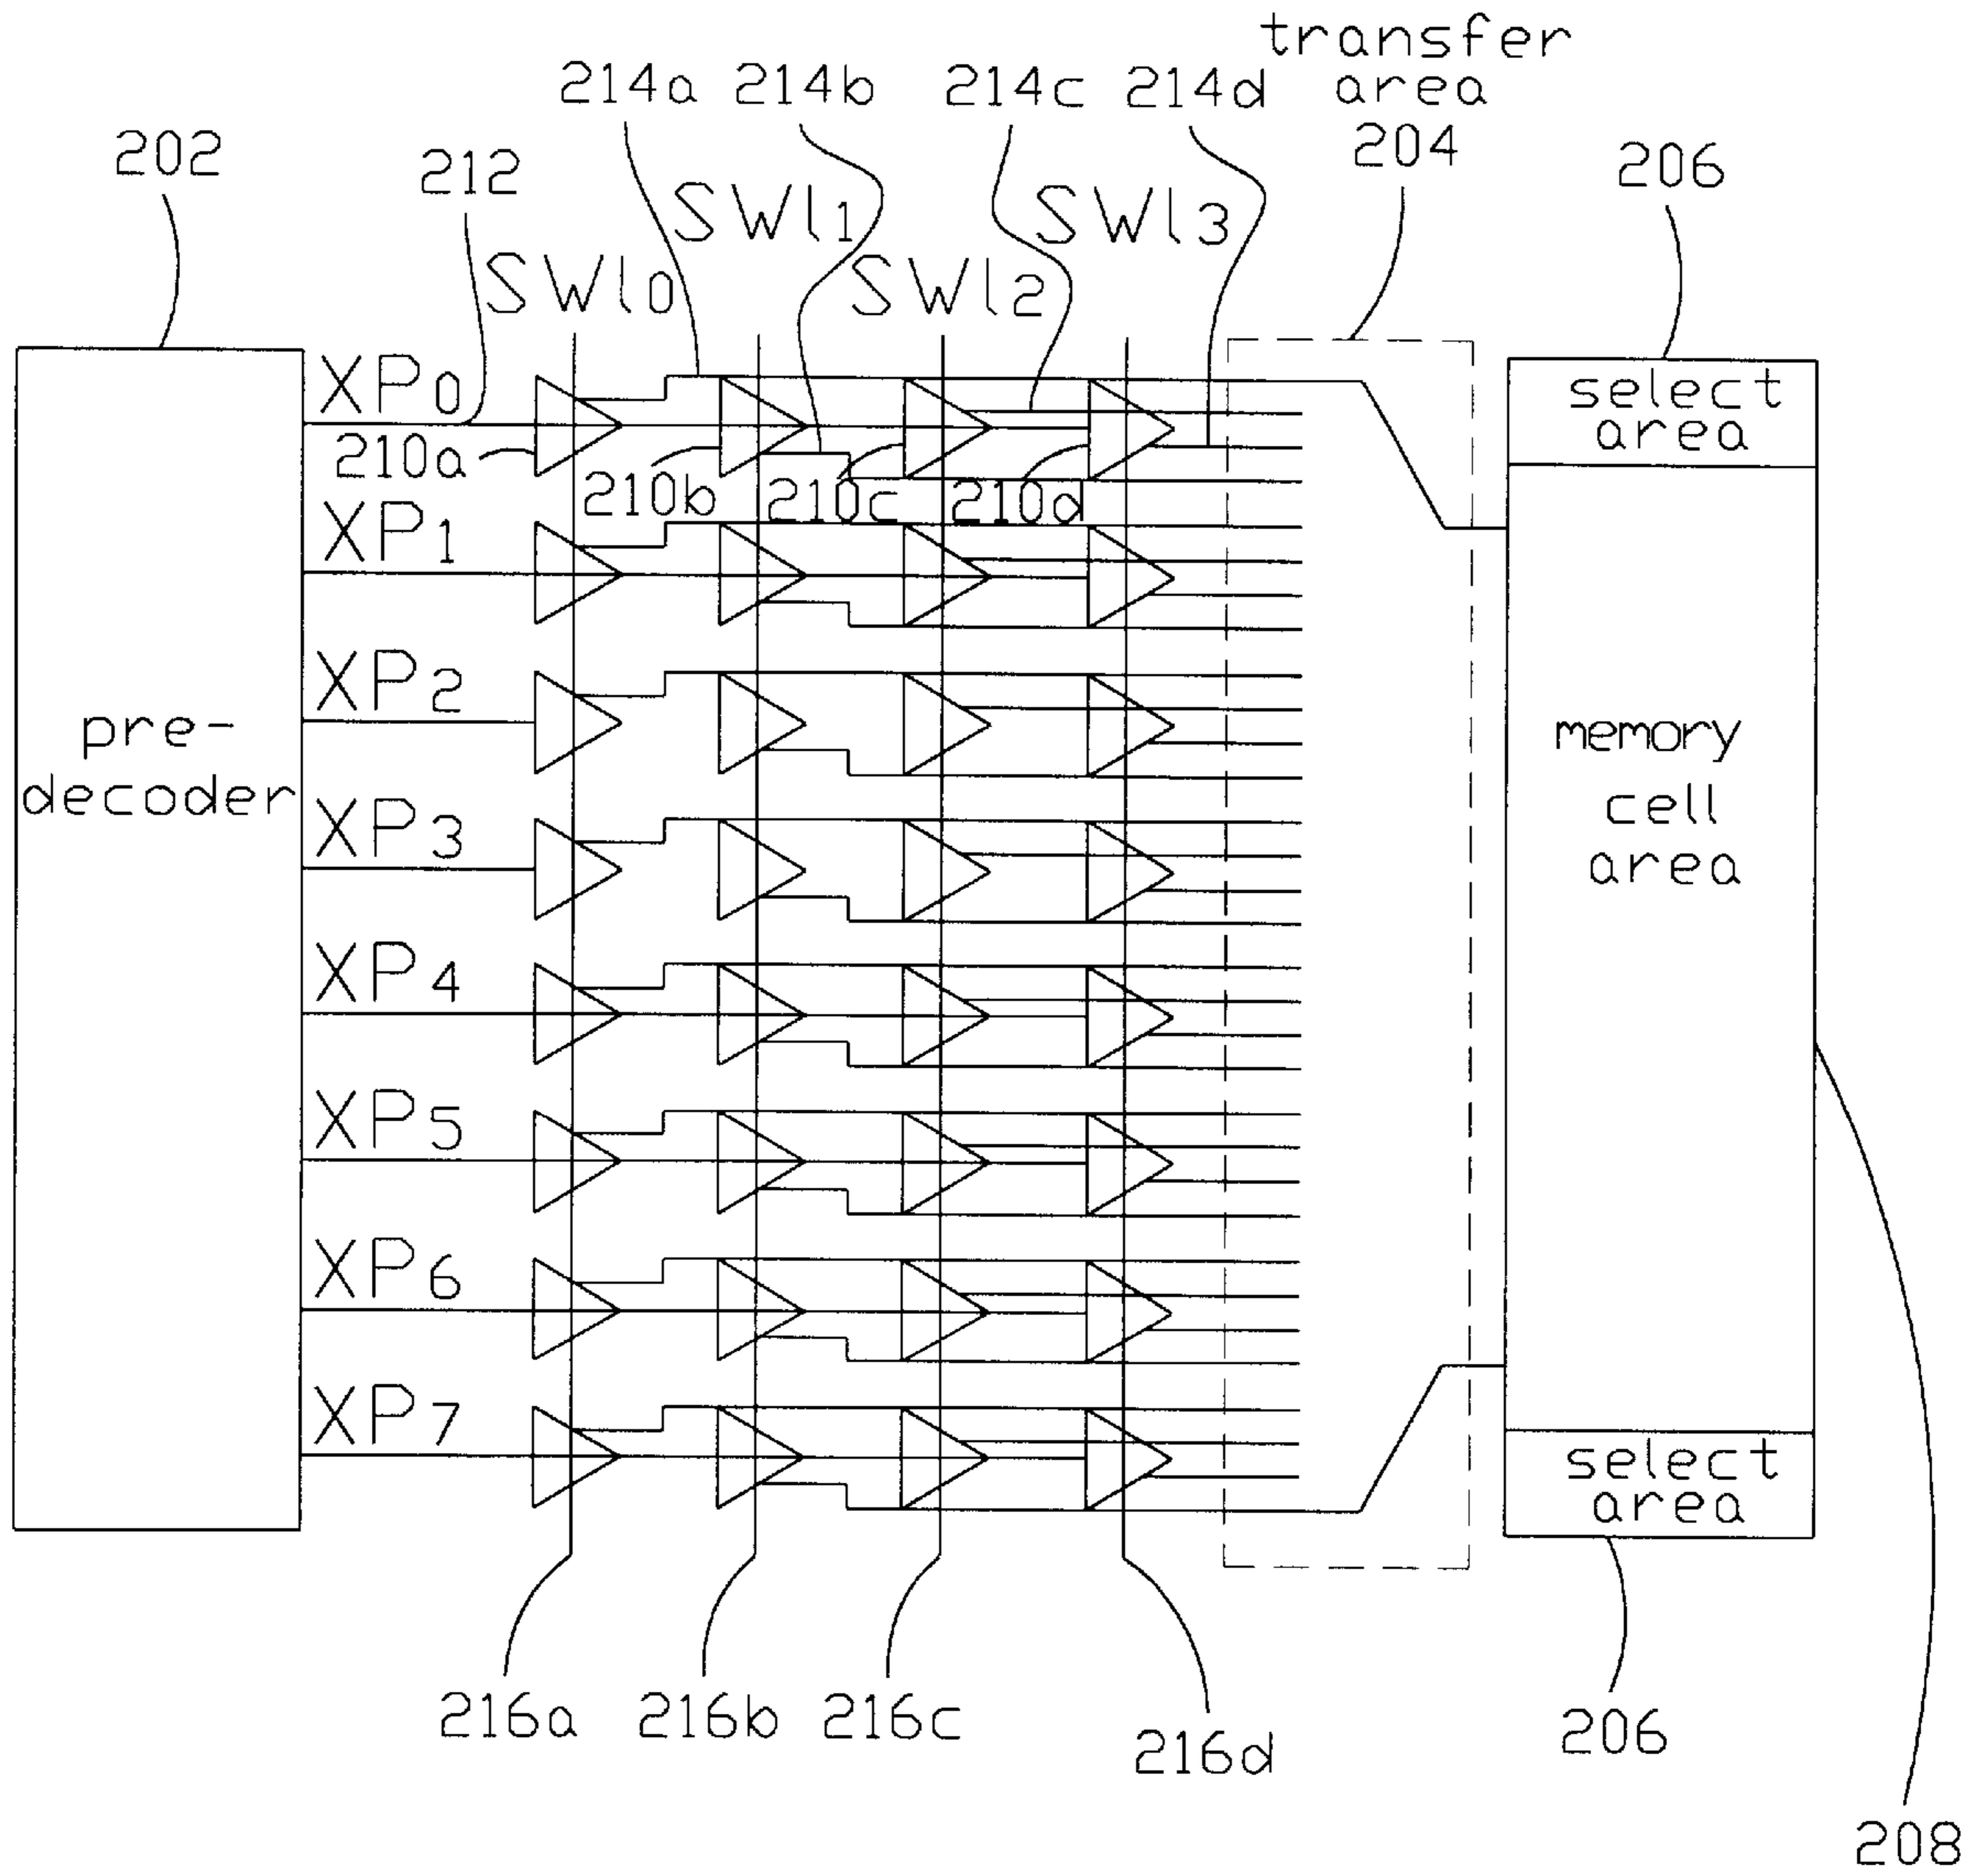 transfer
area
204
214a 214b 214c 214d
202
212
206
SWl1
SWl3
SWl0
SWl2
XP0
select
area
210a
210b
210c
210d
XP1
XP2
pre-
decoder
memory
cell
area
XP3
XP4
XP5
XP6
XP7
select
area
216a
216b
216c
216d
206
208